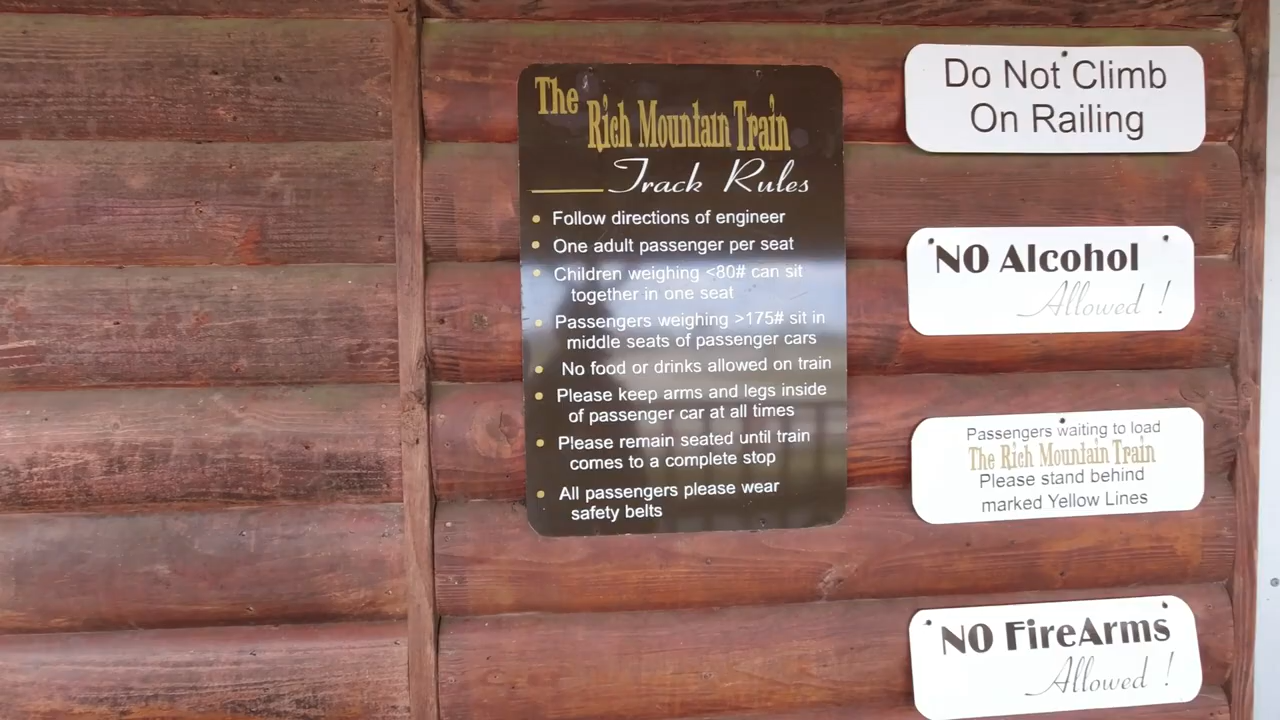 The
Rich Mountain Train
Track Rules
Follow directions of engineer
One adult passenger per seat
Children weighing <80# can sit
together in one seat
Passengers weighing >175# sit in
middle seats of passenger cars
No food or drinks allowed on train
Please keep arms and legs inside
of passenger car at all times
Please remain seated until train
comes to a complete stop
All passengers please wear
safety belts
Do Not Climb
On Railing
NO Alcohol
Allowed !
Passengers waiting to load
The Rich Mountain Train
Please stand behind
marked Yellow Lines
NO FireArms
Allowed !